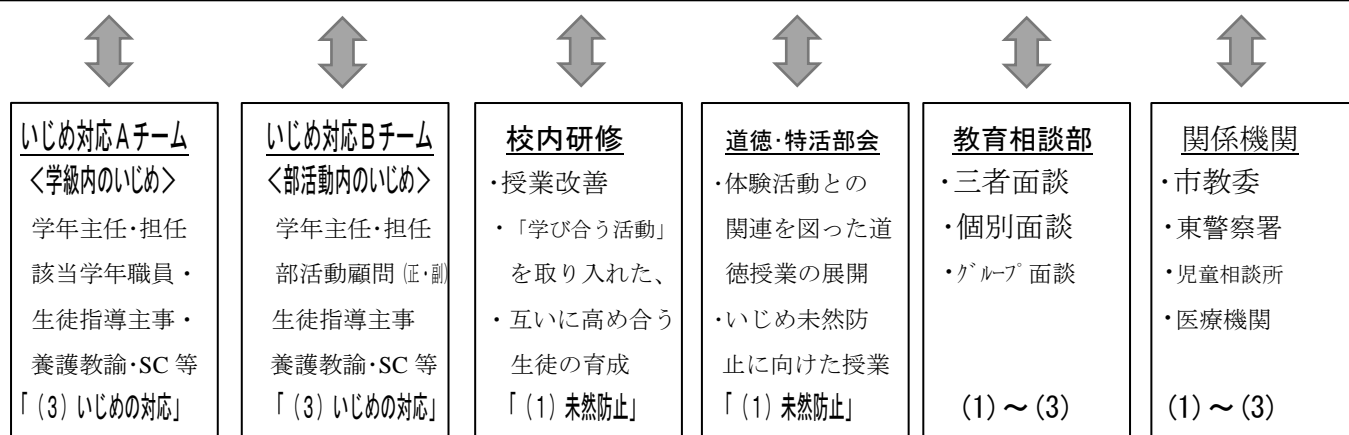 いじめ対応Aチーム
<学級内のいじめ>
学年主任・担任
該当学年職員・
生徒指導主事・
養護教諭・SC 等
「(3)いじめの対応」
いじめ対応Bチーム
<部活動内のいじめ>
学年主任・担任
部活動顧問(正・副)
生徒指導主事
養護教諭・SC 等
「(3)いじめの対応」
校内研修
・授業改善
・「学び合う活動」
を取り入れた、
・互いに高め合う
生徒の育成
「(1)未然防止」
道徳・特活部会
・体験活動との
関連を図った道
徳授業の展開
・いじめ未然防
止に向けた授業
「(1)未然防止」
教育相談部
・三者面談
・個別面談
・グループ面談
(1)~(3)
関係機関
・市教委
・東警察署
・児童相談所
・医療機関
(1)~(3)